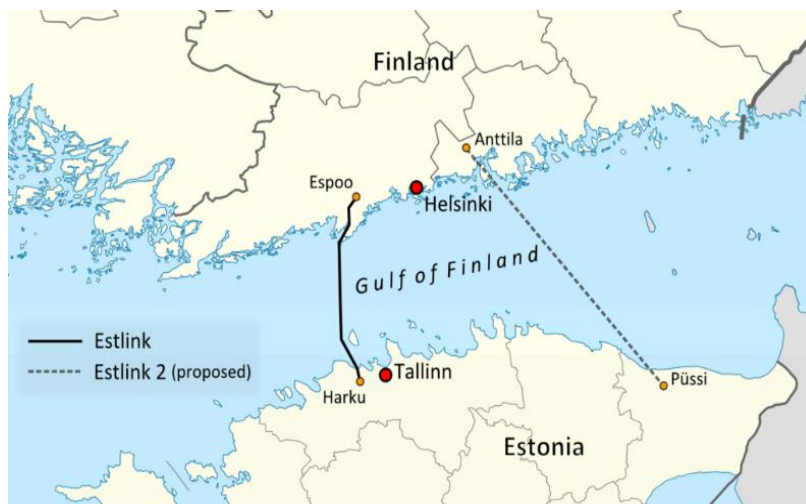 Finland
Anttila
Espoo
Helsinki
Gulf of Finland
Estlink
Estlink 2 (proposed)
Tallinn
Harku
Püssi
Estonia